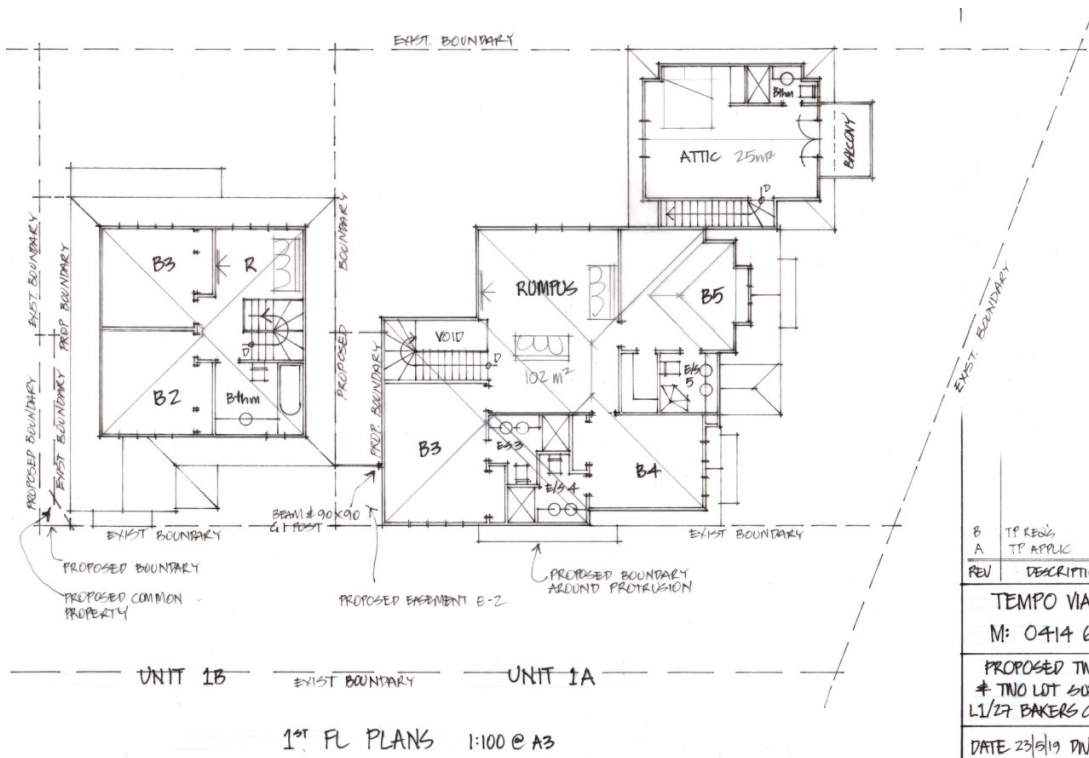 EXIST. BOUNDARY
Bthm
ATTIC 25m²
BALCONY
D
EXIST. BOUNDARY
PROP BOUNDARY
PROPOSED BOUNDARY
B3
R
RUMPUS
B5
EXIST. BOUNDARY
VOID
D
D
102 m²
E/S 5
PROPOSED BOUNDARY
EXIST BOUNDARY
PROP. BOUNDARY
B2
Bthm
B3
E/S 3
E/S 4
B4
BEAM & 90x90
GI POST
EXIST BOUNDARY
EXIST BOUNDARY
PROPOSED BOUNDARY
PROPOSED COMMON
PROPERTY
PROPOSED EASEMENT E-2
PROPOSED BOUNDARY
AROUND PROTRUSION
UNIT 1B
EXIST BOUNDARY
UNIT 1A
1ST FL PLANS 1:100 @ A3
B TP REQ'S
A TP APPLIC
REV DESCRIPTI
TEMPO VIA
M: 0414 6
PROPOSED TW
& TWO LOT SU
L1/27 BAKERS
DATE 23/5/19